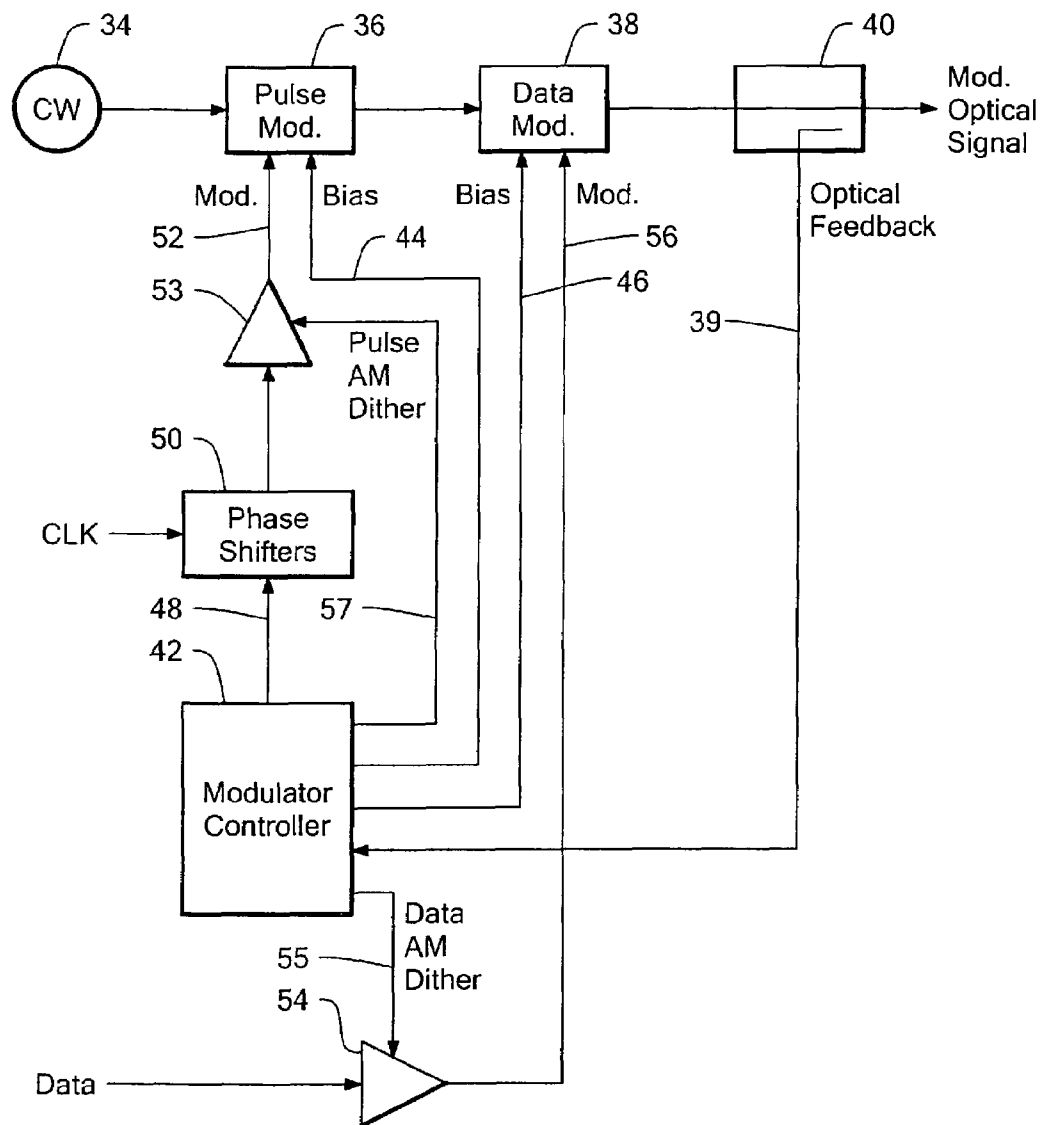 34
36
38
40
CW
Pulse
Mod.
Data
Mod.
Mod.
Optical
Signal
Mod.
Bias
Bias
Mod.
Optical
Feedback
52
44
56
53
46
39
Pulse
AM
Dither
50
CLK
Phase
Shifters
48
57
42
Modulator
Controller
Data
AM
Dither
55
54
Data